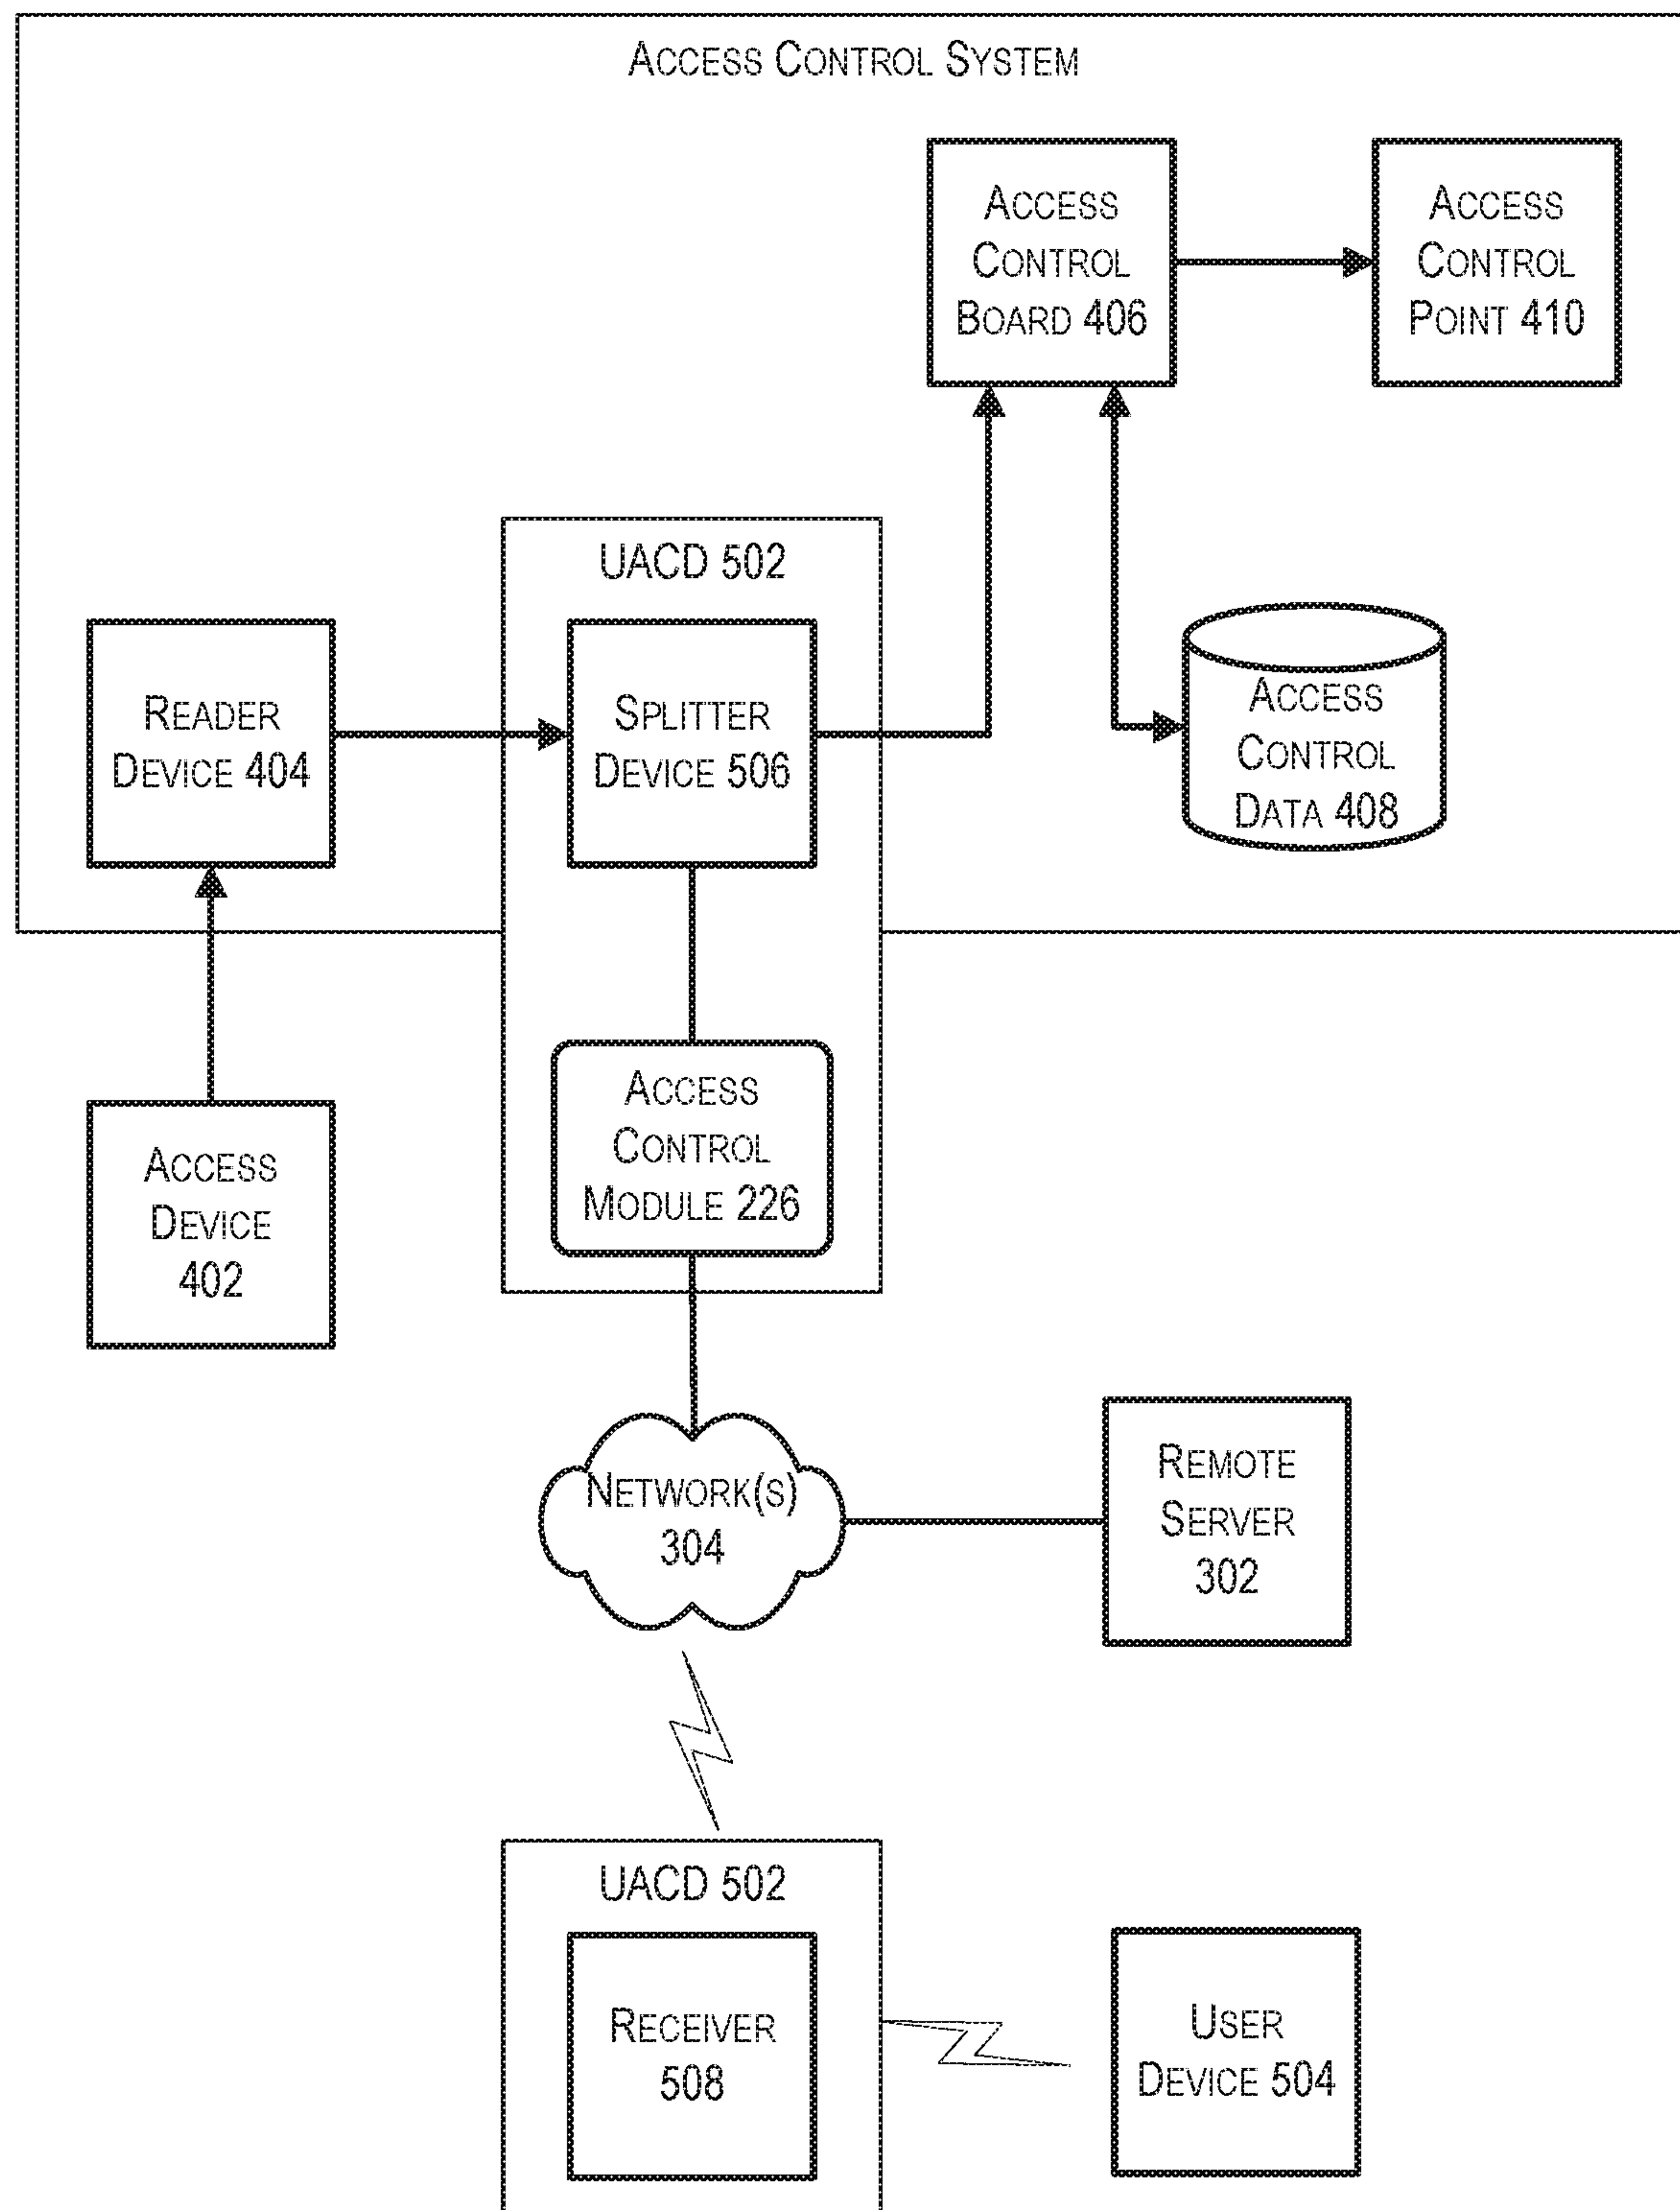 ACCESS CONTROL SYSTEM
ACCESS
CONTROL
BOARD 406
ACCESS
CONTROL
POINT 410
UACD 502
READER
DEVICE 404
SPLITTER
DEVICE 506
ACCESS
CONTROL
DATA 408
ACCESS
CONTROL
MODULE 226
ACCESS
DEVICE
402
NETWORK(S)
304
REMOTE
SERVER
302
UACD 502
RECEIVER
508
USER
DEVICE 504